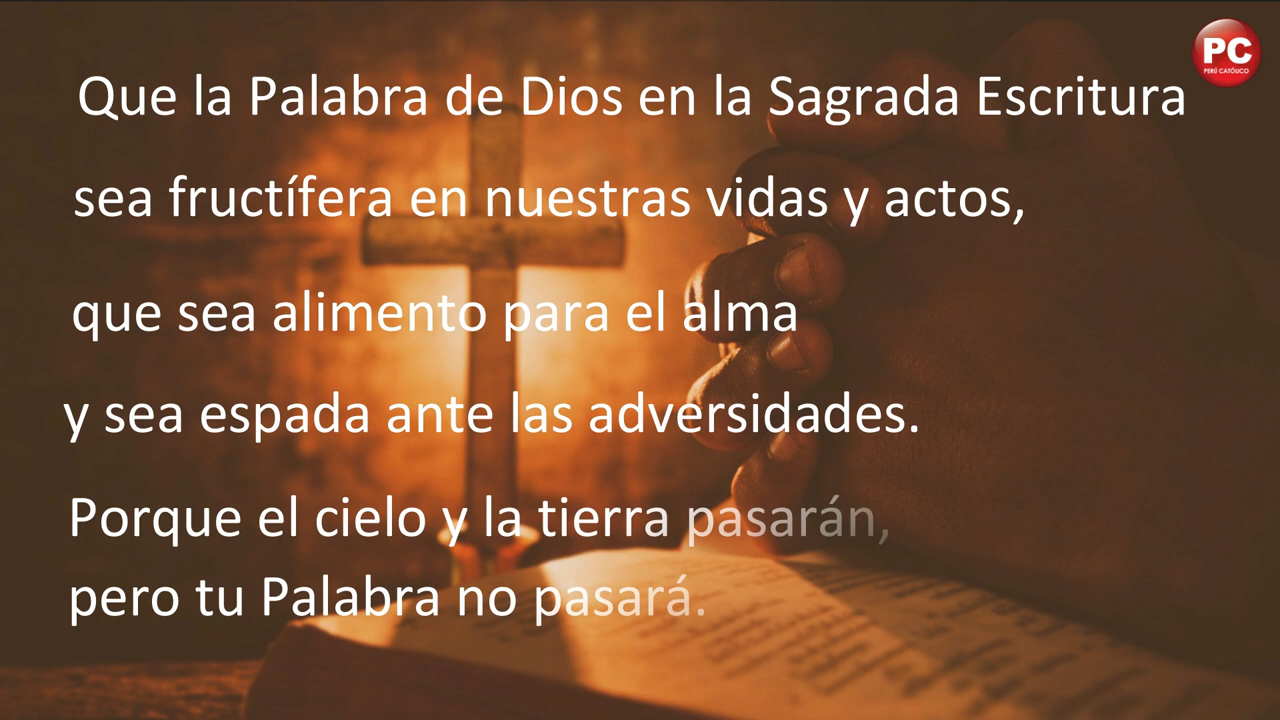 PC
PERÚ CATÓLICO
Que la Palabra de Dios en la Sagrada Escritura
sea fructífera en nuestras vidas y actos,
que sea alimento para el alma
y sea espada ante las adversidades.
Porque el cielo y la tierra pasarán,
pero tu Palabra no pasará.